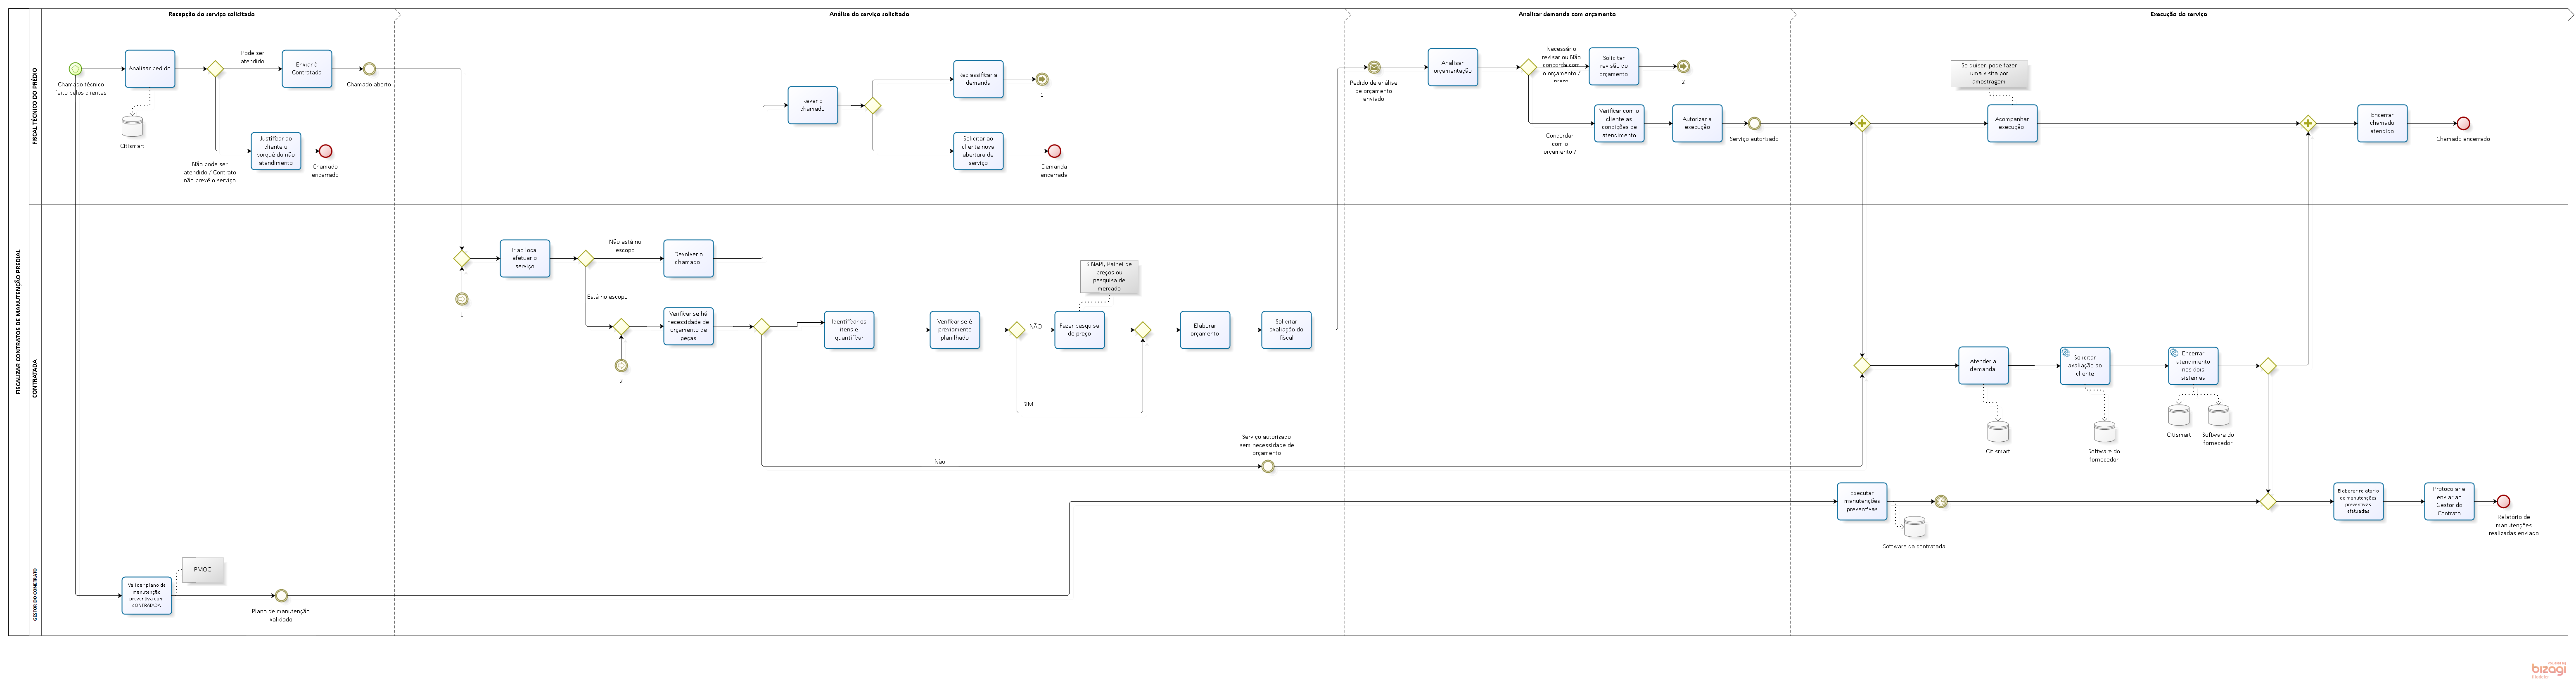 Recepção do serviço solicitado
Análise do serviço solicitado
Analisar demanda com orçamento
Execução do serviço
FISCALIZAR CONTRATOS DE MANUTENÇÃO PREDIAL
FISCAL TÉCNICO DO PRÉDIO
Chamado técnico
feito pelos clientes
Analisar pedido
Citismart
Pode ser
atendido
Enviar à
Contratada
Chamado aberto
Não pode ser
atendido / Contrato
não prevê o serviço
Justificar ao
cliente o
porquê do não
atendimento
Chamado
encerrado
Rever o
chamado
Reclassificar a
demanda
1
Solicitar ao
cliente nova
abertura de
serviço
Demanda
encerrada
Pedido de análise
de orçamento
enviado
Analisar
orçamentação
Necessário
revisar ou Não
concorda com
o orçamento /
Solicitar
revisão do
orçamento
2
Concordar
com o
orçamento /
Verificar com o
cliente as
condições de
atendimento
Autorizar a
execução
Serviço autorizado
Se quiser, pode fazer
uma visita por
amostragem
Acompanhar
execução
Encerrar
chamado
atendido
Chamado encerrado
CONTRATADA
1
Ir ao local
efetuar o
serviço
Não está no
escopo
Devolver o
chamado
Está no escopo
2
Verificar se há
necessidade de
orçamento de
peças
Identificar os
itens e
quantificar
Verificar se é
previamente
planilhado
NÃO
SIM
SINAPI, Painel de
preços ou
pesquisa de
mercado
Fazer pesquisa
de preço
Elaborar
orçamento
Solicitar
avaliação do
fiscal
Não
Serviço autorizado
sem necessidade de
orçamento
Atender a
demanda
Citismart
Solicitar
avaliação ao
cliente
Software do
fornecedor
Encerrar
atendimento
nos dois
sistemas
Citismart
Software do
fornecedor
Executar
manutenções
preventivas
Software da contratada
Elaborar relatório
de manutenções
preventivas
efetuadas
Protocolar e
enviar ao
Gestor do
Contrato
Relatório de
manutenções
realizadas enviado
GESTOR DO CONTRATO
Validar plano de
manutenção
preventiva com
CONTRATADA
PMOC
Plano de manutenção
validado
bizagi